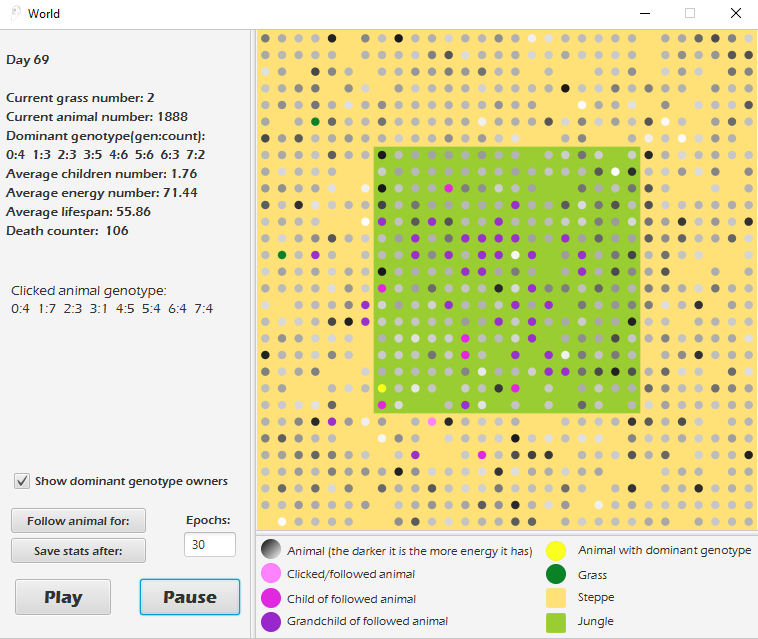 World
Day 69
Current grass number: 2
Current animal number: 1888
Dominant genotype(gen:count):
0:4 1:3 2:3 3:5 4:6 5:6 6:3 7:2
Average children number: 1.76
Average energy number: 71.44
Average lifespan: 55.86
Death counter: 106
Clicked animal genotype:
0:4 1:7 2:3 3:1 4:5 5:4 6:4 7:4
Show dominant genotype owners
Follow animal for:
Epochs:
Save stats after:
30
Play
Pause
Animal (the darker it is the more energy it has)
Clicked/followed animal
Child of followed animal
Grandchild of followed animal
Animal with dominant genotype
Grass
Steppe
Jungle